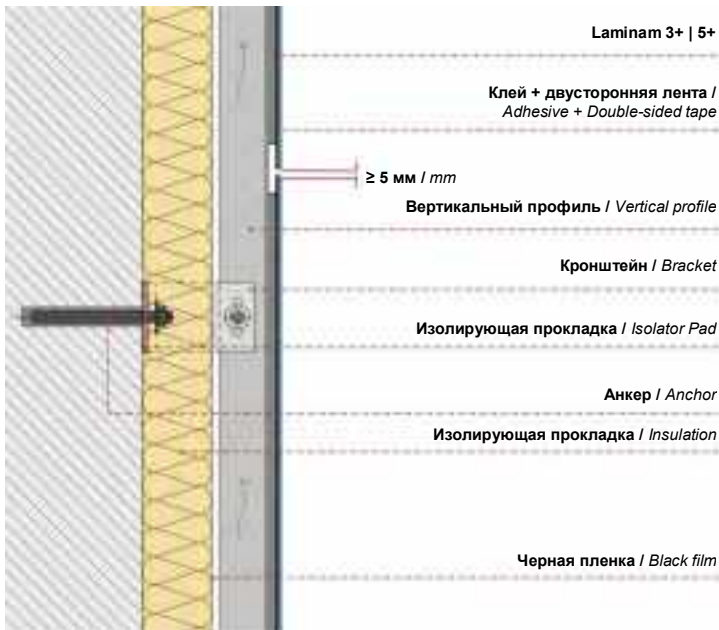 Laminam 3+ | 5+
Клей + двусторонняя лента /
Adhesive + Double-sided tape
≥ 5 мм / mm
Вертикальный профиль / Vertical profile
Кронштейн / Bracket
Изолирующая прокладка / Isolator Pad
Анкер / Anchor
Изолирующая прокладка / Insulation
Черная пленка / Black film